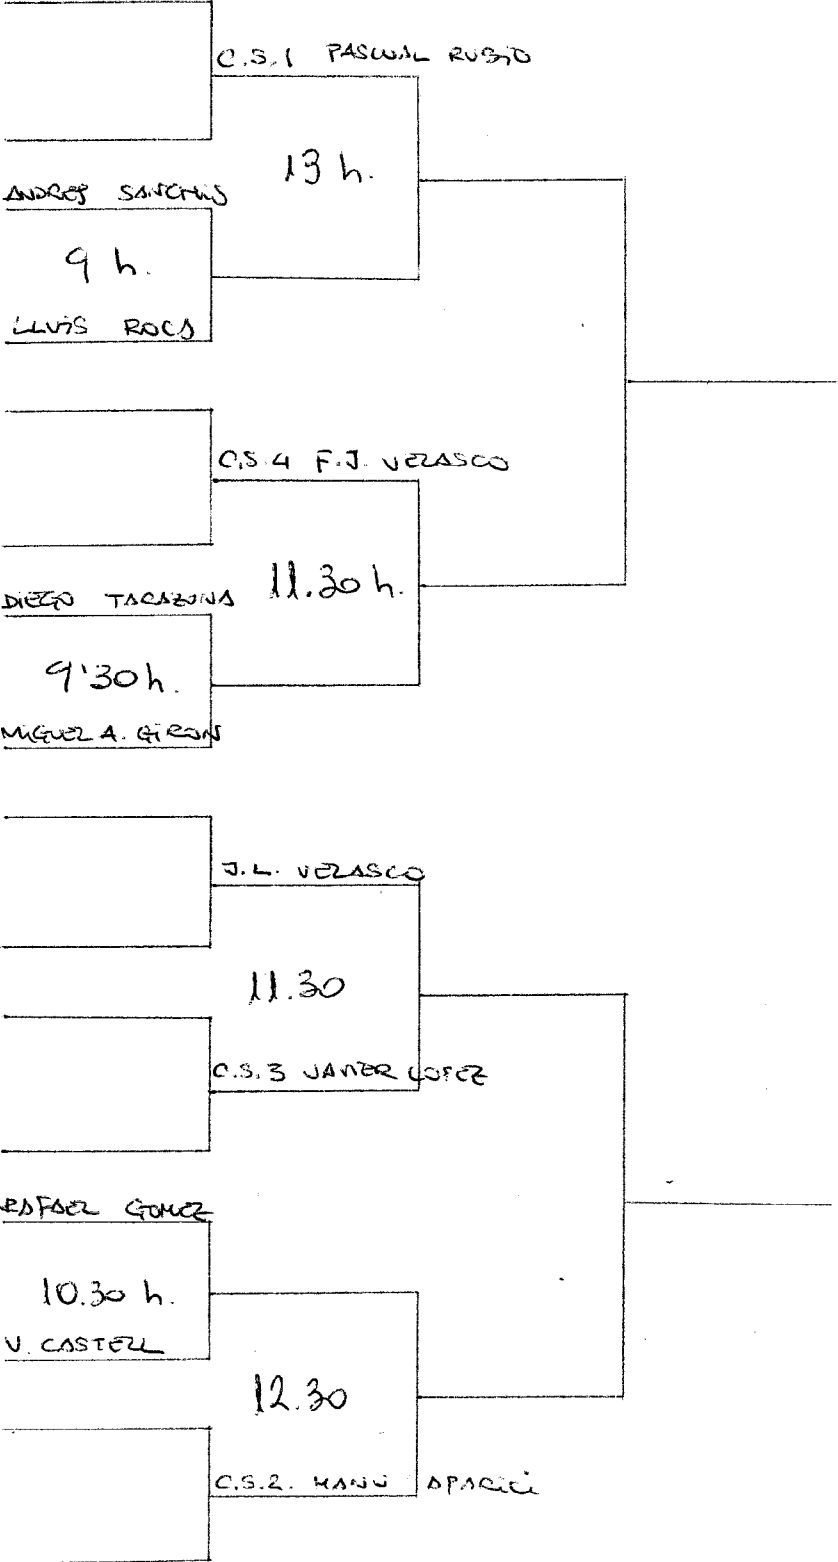 C.S.1 PASCUAL RUBIO
13 h.
ANDRES SANCHIS
9 h.
LLUIS ROCA
C.S.4 F.J. VELASCO
11.30 h.
DIEGO TARAZONA
9'30 h.
MIGUEL A. GIRON
J.L. VELASCO
11.30
C.S.3 JAVIER LOPEZ
RAFAEL GOMEZ
10.30 h.
V. CASTELL
12.30
C.S.2. MANU APARICI